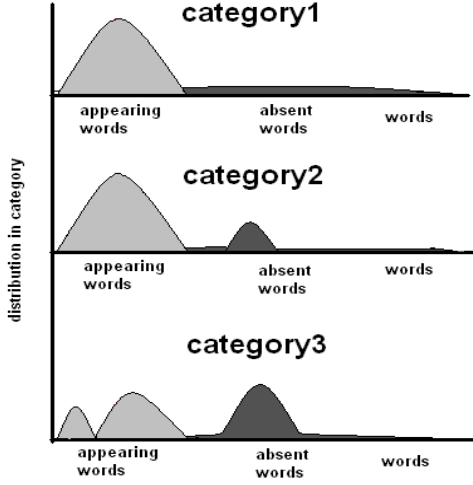 category1
appearing
words
absent
words
words
category2
appearing
words
absent
words
words
category3
appearing
words
absent
words
words
distribution in category